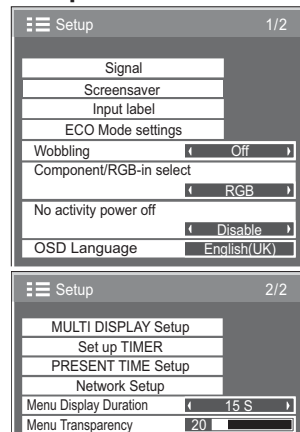 Setup 1/2
Signal
Screensaver
Input label
ECO Mode settings
Wobbling Off
Component/RGB-in select
RGB
No activity power off
Disable
OSD Language English(UK)
Setup 2/2
MULTI DISPLAY Setup
Set up TIMER
PRESENT TIME Setup
Network Setup
Menu Display Duration 15 S
Menu Transparency 20